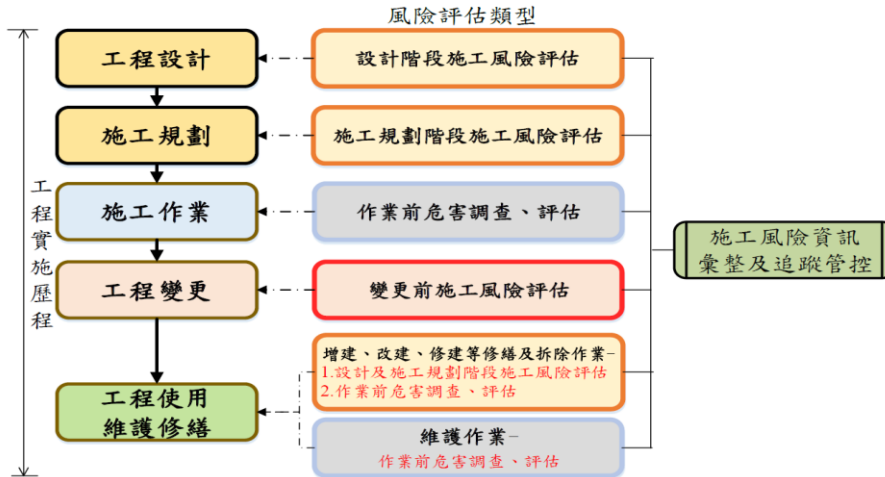 風險評估類型
工程實施歷程
工程設計
設計階段施工風險評估
施工規劃
施工規劃階段施工風險評估
施工作業
作業前危害調查、評估
工程變更
變更前施工風險評估
工程使用
維護修繕
增建、改建、修建等修繕及拆除作業-
1.設計及施工規劃階段施工風險評估
2.作業前危害調查、評估
維護作業-
作業前危害調查、評估
施工風險資訊
彙整及追蹤管控